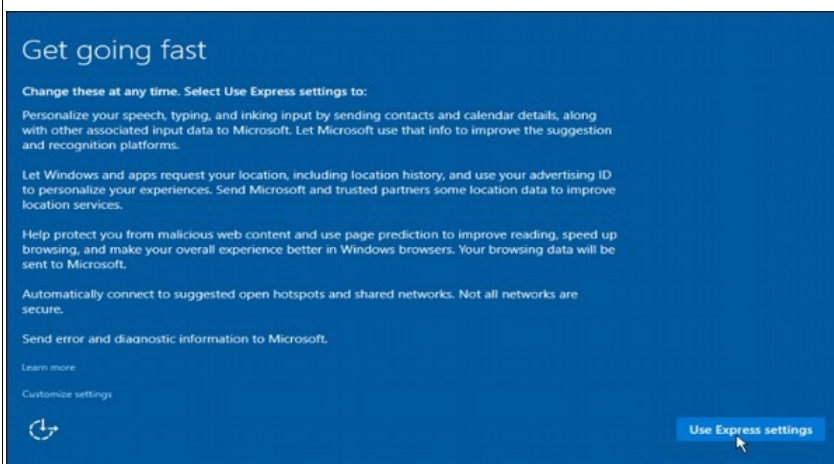 Get going fast
Change these at any time. Select Use Express settings to:
Personalize your speech, typing, and inking input by sending contacts and calendar details, along
with other associated input data to Microsoft. Let Microsoft use that info to improve the suggestion
and recognition platforms.
Let Windows and apps request your location, including location history, and use your advertising ID
to personalize your experiences. Send Microsoft and trusted partners some location data to improve
location services.
Help protect you from malicious web content and use page prediction to improve reading, speed up
browsing, and make your overall experience better in Windows browsers. Your browsing data will be
sent to Microsoft.
Automatically connect to suggested open hotspots and shared networks. Not all networks are
secure.
Send error and diagnostic information to Microsoft.
Learn more
Customize settings
Use Express settings